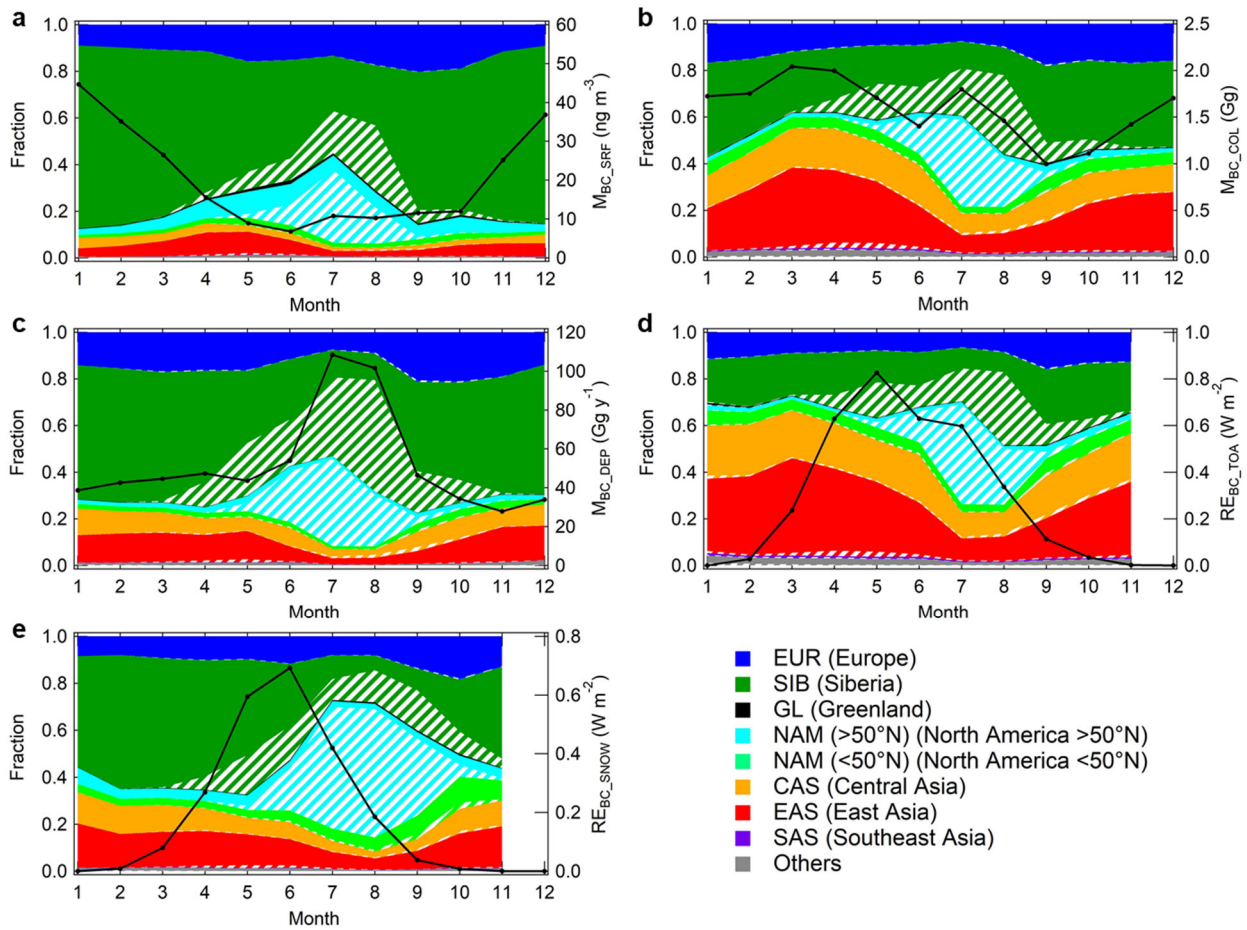 a
1.0
0.8
0.6
0.4
0.2
0.0
Fraction
60
50
40
30
20
10
0
M_BC_SRF (ng m⁻³)
1 2 3 4 5 6 7 8 9 10 11 12
Month
b
1.0
0.8
0.6
0.4
0.2
0.0
Fraction
2.5
2.0
1.5
1.0
0.5
0.0
M_BC_COL (Gg)
1 2 3 4 5 6 7 8 9 10 11 12
Month
c
1.0
0.8
0.6
0.4
0.2
0.0
Fraction
120
100
80
60
40
20
0
M_BC_DEP (Gg y⁻¹)
1 2 3 4 5 6 7 8 9 10 11 12
Month
d
1.0
0.8
0.6
0.4
0.2
0.0
Fraction
1.0
0.8
0.6
0.4
0.2
0.0
RE_BC_TOA (W m⁻²)
1 2 3 4 5 6 7 8 9 10 11 12
Month
e
1.0
0.8
0.6
0.4
0.2
0.0
Fraction
0.8
0.6
0.4
0.2
0.0
RE_BC_SNOW (W m⁻²)
1 2 3 4 5 6 7 8 9 10 11 12
Month
EUR (Europe)
SIB (Siberia)
GL (Greenland)
NAM (>50°N) (North America >50°N)
NAM (<50°N) (North America <50°N)
CAS (Central Asia)
EAS (East Asia)
SAS (Southeast Asia)
Others